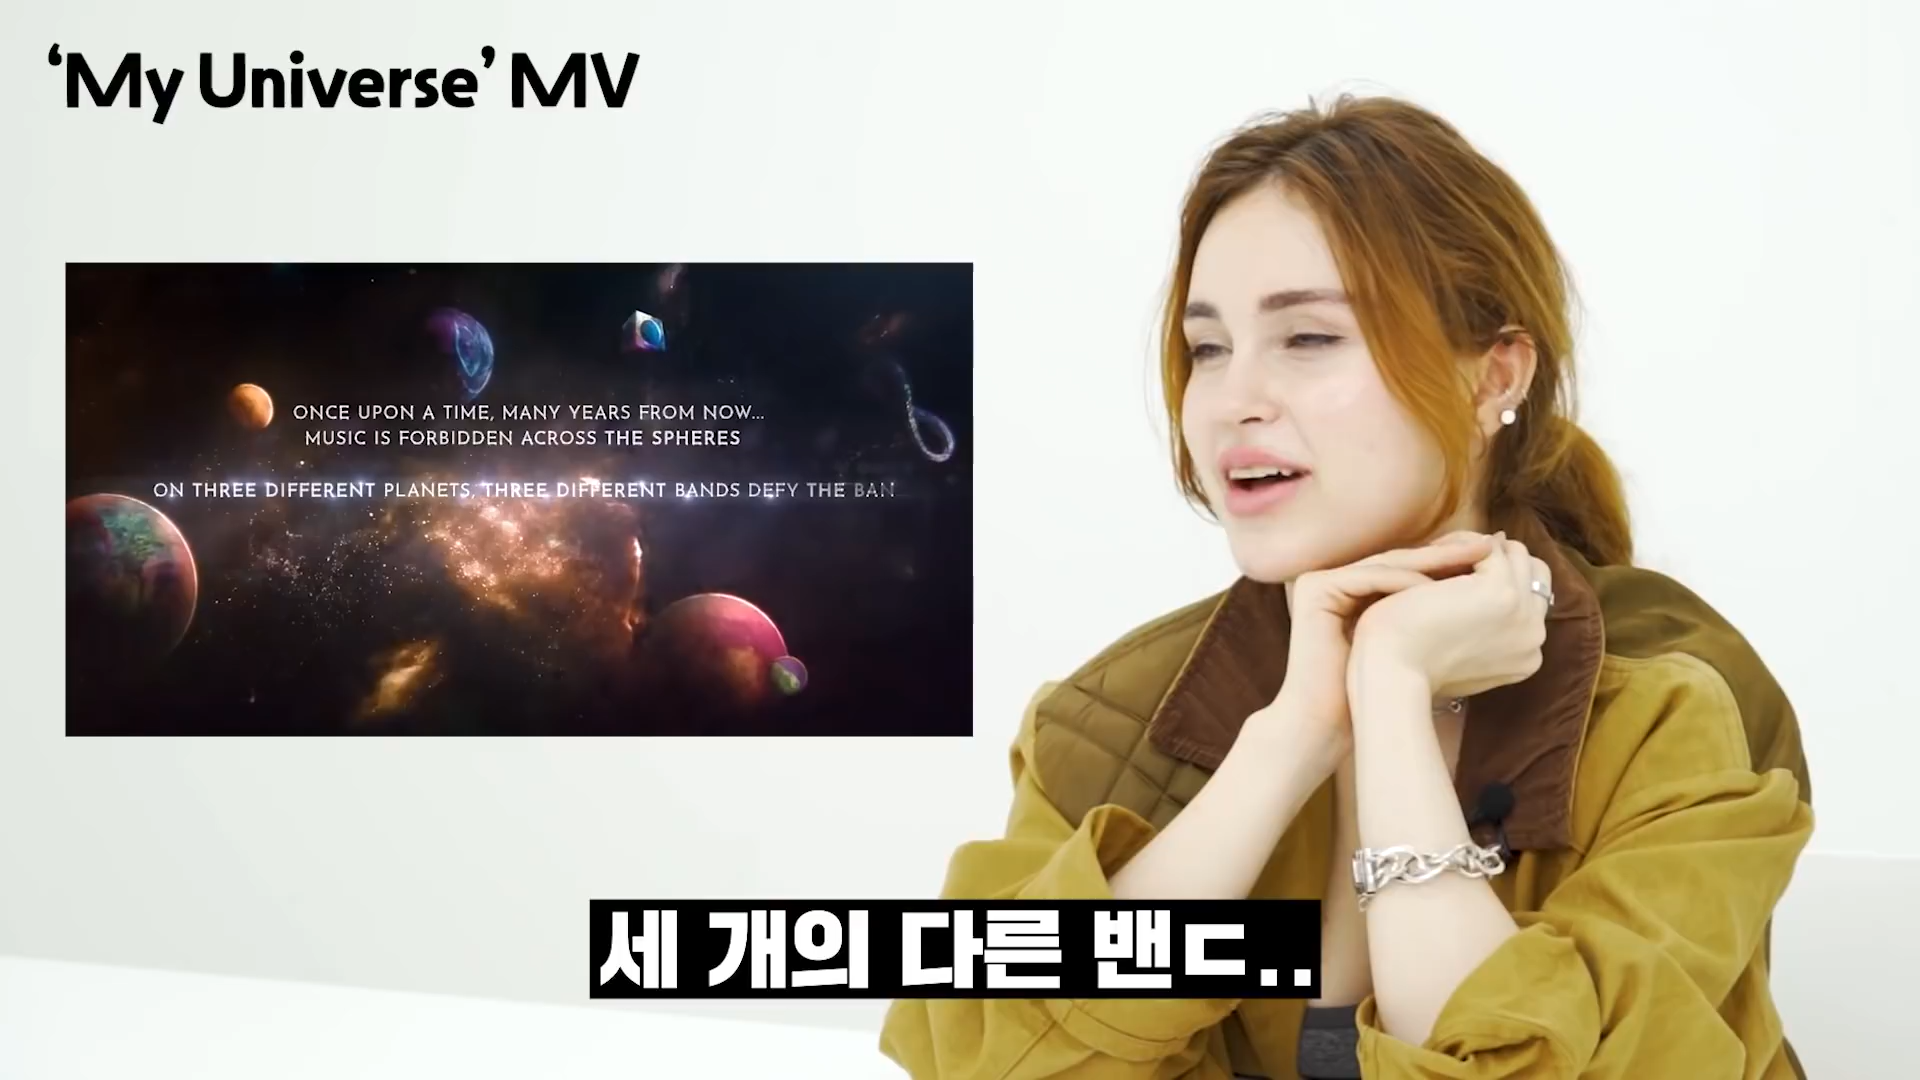 ‘My Universe’ MV
ONCE UPON A TIME, MANY YEARS FROM NOW...
MUSIC IS FORBIDDEN ACROSS THE SPHERES
ON THREE DIFFERENT PLANETS, THREE DIFFERENT BANDS DEFY THE BAN
세 개의 다른 밴ㄷ..